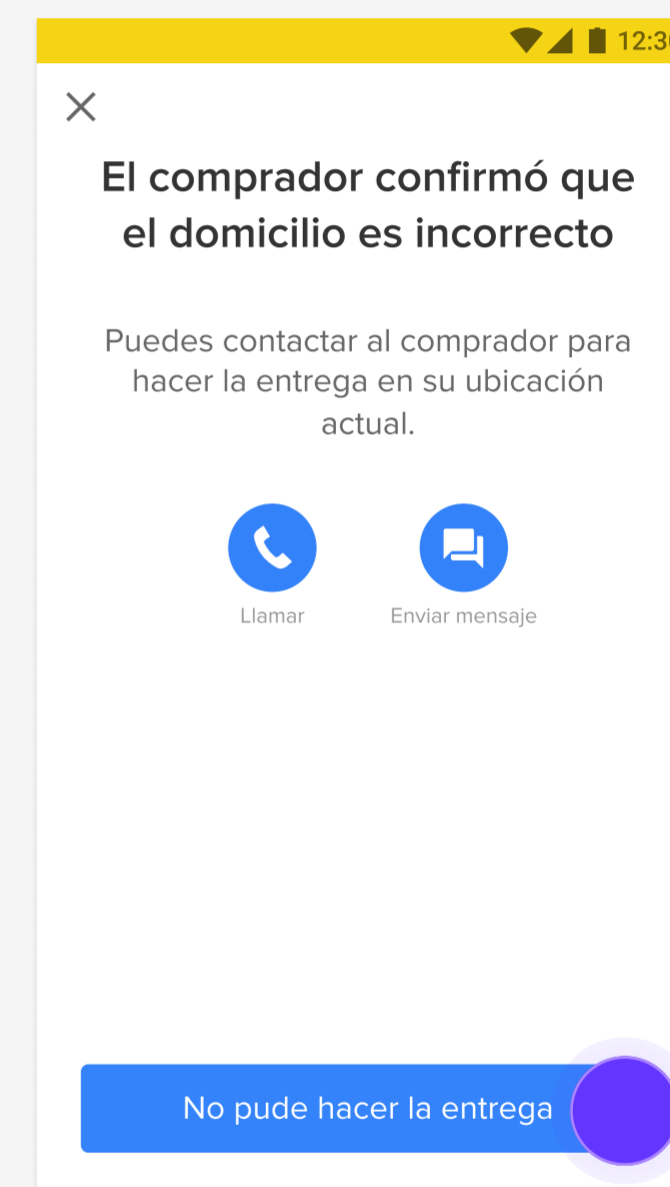 El comprador confirmó que
el domicilio es incorrecto
Puedes contactar al comprador para
hacer la entrega en su ubicación
actual.
Llamar
Enviar mensaje
No pude hacer la entrega